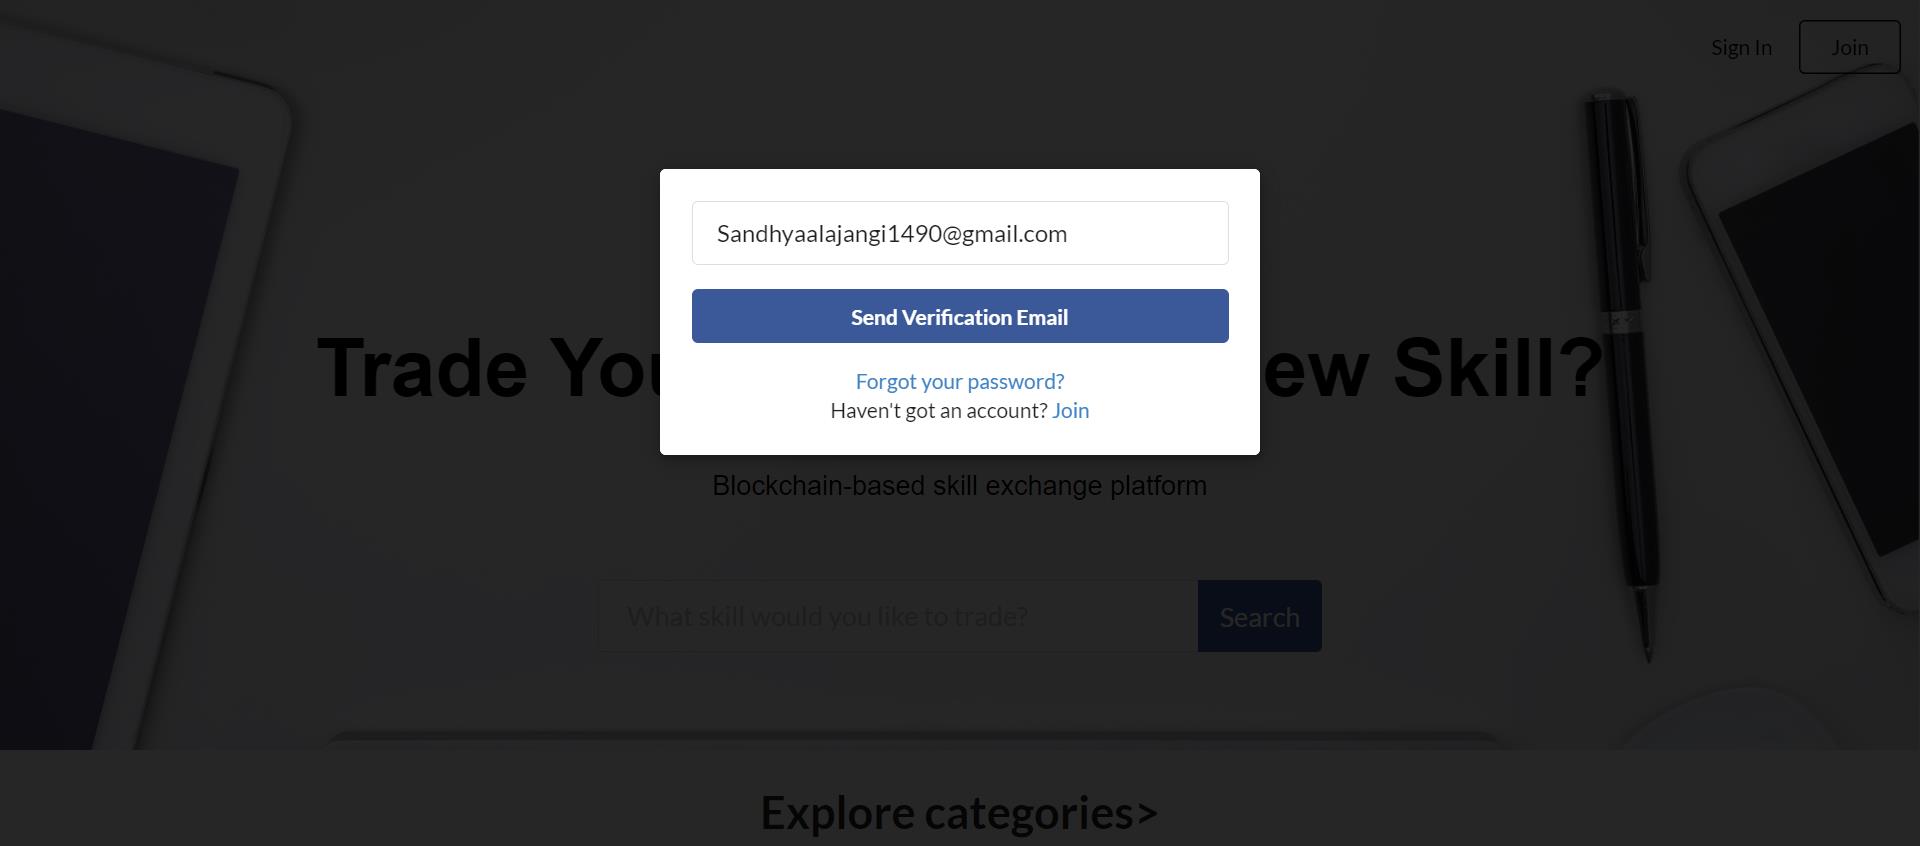 Sign In
Join
Sandhyaalajangi1490@gmail.com
Send Verification Email
Trade You ew Skill?
Forgot your password?
Haven't got an account? Join
Blockchain-based skill exchange platform
What skill would you like to trade?
Search
Explore categories>